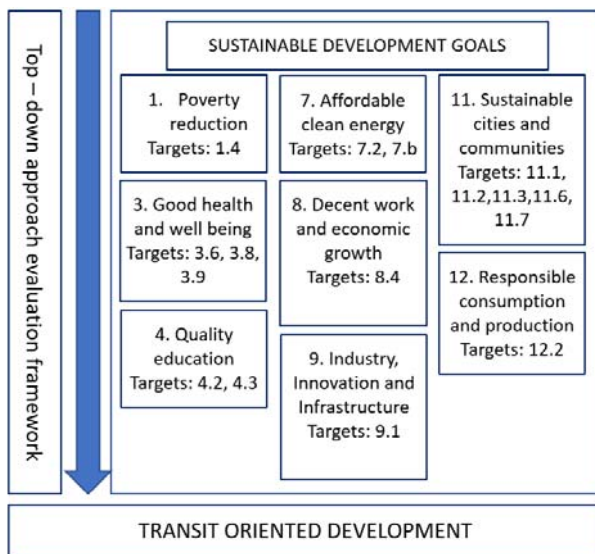 Top – down approach evaluation framework
SUSTAINABLE DEVELOPMENT GOALS
1. Poverty
reduction
Targets: 1.4
3. Good health
and well being
Targets: 3.6, 3.8,
3.9
4. Quality
education
Targets: 4.2, 4.3
7. Affordable
clean energy
Targets: 7.2, 7.b
8. Decent work
and economic
growth
Targets: 8.4
9. Industry,
Innovation and
Infrastructure
Targets: 9.1
11. Sustainable
cities and
communities
Targets: 11.1,
11.2,11.3,11.6,
11.7
12. Responsible
consumption
and production
Targets: 12.2
TRANSIT ORIENTED DEVELOPMENT